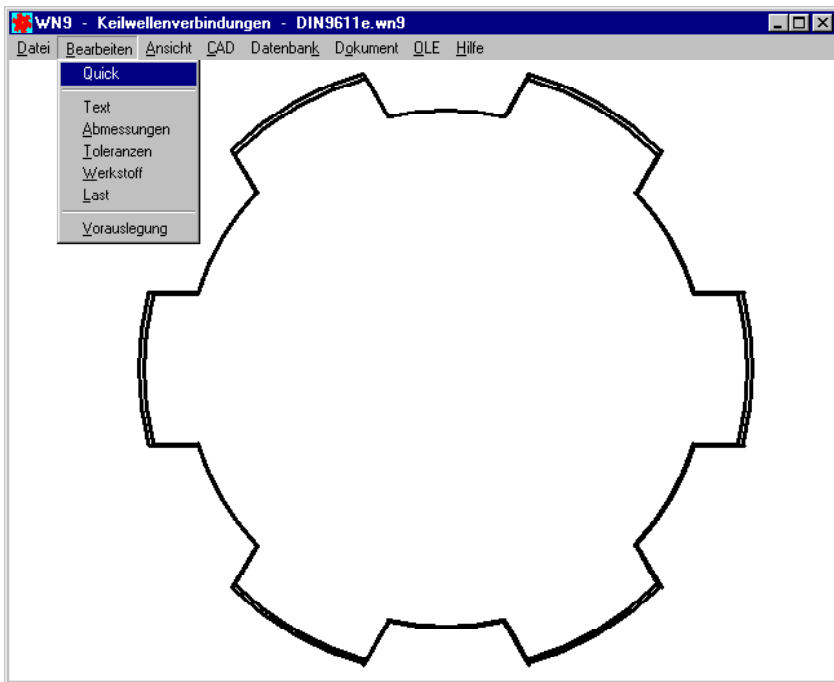 WN9 - Keilwellenverbindungen - DIN9611e.wn9
Datei Bearbeiten Ansicht CAD Datenbank Dokument OLE Hilfe
Quick
Text
Abmessungen
Toleranzen
Werkstoff
Last
Vorauslegung